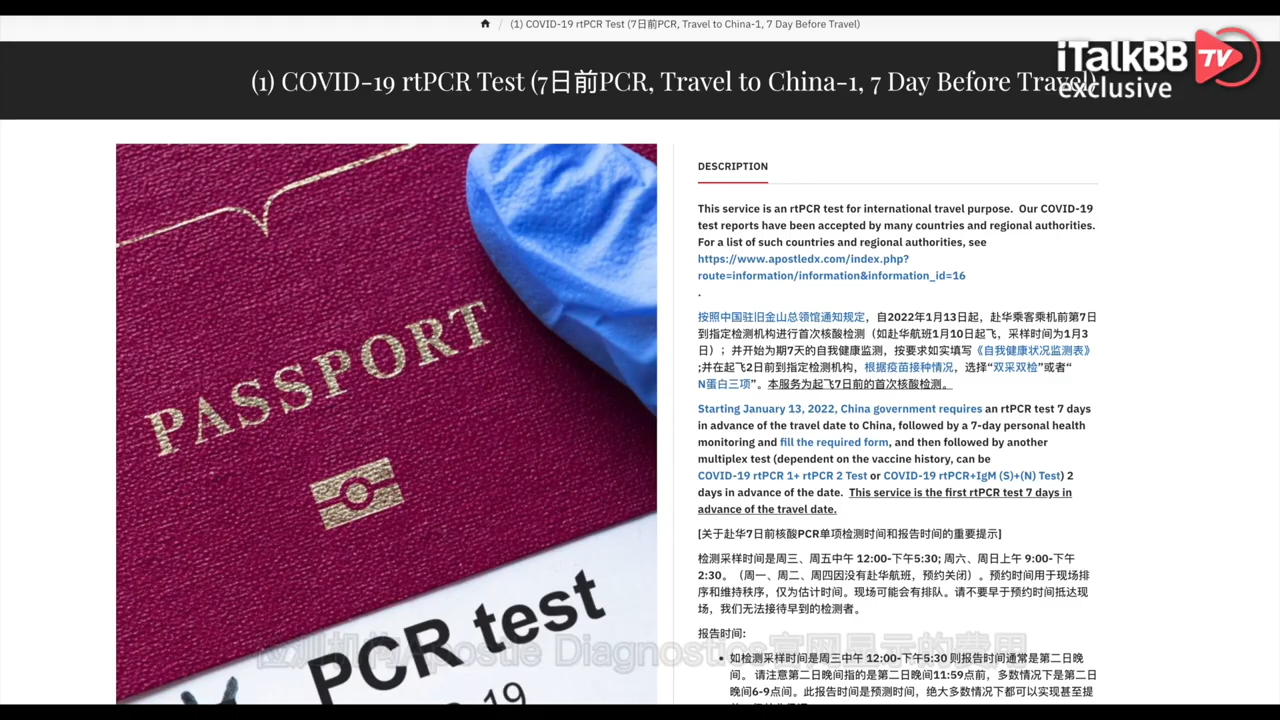 (1) COVID-19 rtPCR Test (7日前PCR, Travel to China-1, 7 Day Before Travel)
iTalkBB TV
exclusive
(1) COVID-19 rtPCR Test (7日前PCR, Travel to China-1, 7 Day Before Travel)
PASSPORT
PCR test
19
DESCRIPTION
This service is an rtPCR test for international travel purpose. Our COVID-19
test reports have been accepted by many countries and regional authorities.
For a list of such countries and regional authorities, see
https://www.apostledx.com/index.php?
route=information/information&information_id=16
.
按照中国驻旧金山总领馆通知规定，自2022年1月13日起，赴华乘客乘机前第7日
到指定检测机构进行首次核酸检测（如赴华航班1月10日起飞，采样时间为1月3
日）；并开始为期7天的自我健康监测，按要求如实填写《自我健康状况监测表》
;并在起飞2日前到指定检测机构，根据疫苗接种情况，选择“双采双检”或者“
N蛋白三项”。本服务为起飞7日前的首次核酸检测。
Starting January 13, 2022, China government requires an rtPCR test 7 days
in advance of the travel date to China, followed by a 7-day personal health
monitoring and fill the required form, and then followed by another
multiplex test (dependent on the vaccine history, can be
COVID-19 rtPCR 1+ rtPCR 2 Test or COVID-19 rtPCR+IgM (S)+(N) Test) 2
days in advance of the date. This service is the first rtPCR test 7 days in
advance of the travel date.
[关于赴华7日前核酸PCR单项检测时间和报告时间的重要提示]
检测采样时间是周三、周五中午 12:00-下午5:30; 周六、周日上午 9:00-下午
2:30。（周一、周二、周四因没有赴华航班，预约关闭）。预约时间用于现场排
序和维持秩序，仅为估计时间。现场可能会有排队。请不要早于预约时间抵达现
场，我们无法接待早到的检测者。
报告时间:
• 如检测采样时间是周三中午 12:00-下午5:30 则报告时间通常是第二日晚
间。 请注意第二日晚间指的是第二日晚间11:59点前，多数情况下是第二日
晚间6-9点间。此报告时间是预测时间，绝大多数情况下都可以实现甚至提
Apostle Diagnostics官网显示的费用